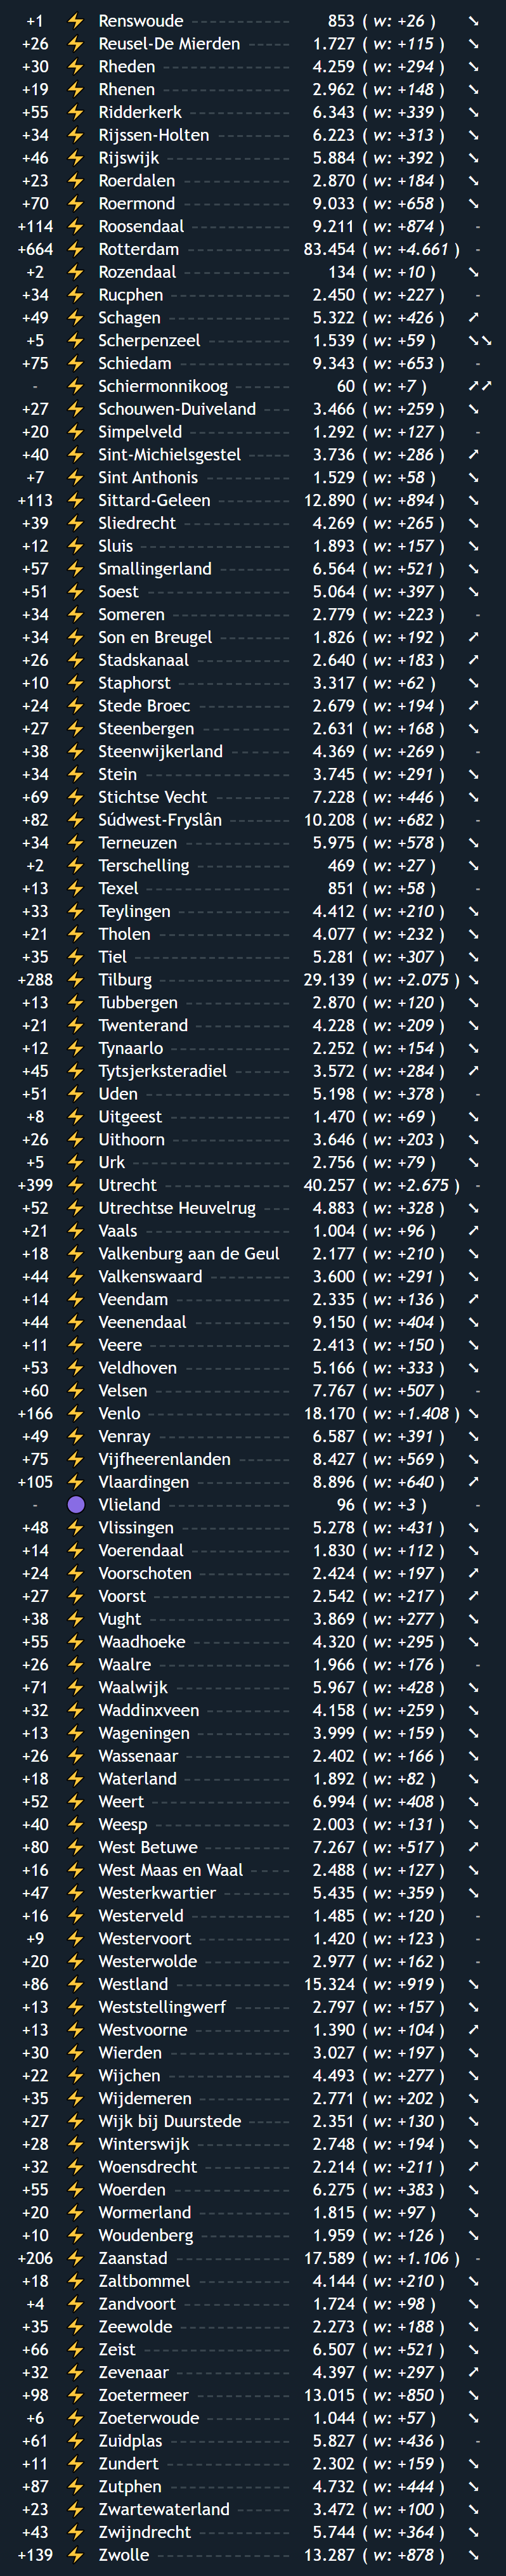 +1 ⚡ Renswoude ------------ 853 ( w: +26 ) ➘
+26 ⚡ Reusel-De Mierden ------ 1.727 ( w: +115 ) ➘
+30 ⚡ Rheden --------------- 4.259 ( w: +294 ) ➘
+19 ⚡ Rhenen --------------- 2.962 ( w: +148 ) ➘
+55 ⚡ Ridderkerk ------------ 6.343 ( w: +339 ) ➘
+34 ⚡ Rijssen-Holten --------- 6.223 ( w: +313 ) ➘
+46 ⚡ Rijswijk --------------- 5.884 ( w: +392 ) ➘
+23 ⚡ Roerdalen ------------- 2.870 ( w: +184 ) ➘
+70 ⚡ Roermond ------------- 9.033 ( w: +658 ) ➘
+114 ⚡ Roosendaal ------------ 9.211 ( w: +874 ) -
+664 ⚡ Rotterdam ------------ 83.454 ( w: +4.661 ) -
+2 ⚡ Rozendaal ------------- 134 ( w: +10 ) ➘
+34 ⚡ Rucphen -------------- 2.450 ( w: +227 ) -
+49 ⚡ Schagen -------------- 5.322 ( w: +426 ) ➚
+5 ⚡ Scherpenzeel ---------- 1.539 ( w: +59 ) ➘➘
+75 ⚡ Schiedam ------------- 9.343 ( w: +653 ) -
- ⚡ Schiermonnikoog ------- 60 ( w: +7 ) ➚➚
+27 ⚡ Schouwen-Duiveland ---- 3.466 ( w: +259 ) ➘
+20 ⚡ Simpelveld ------------ 1.292 ( w: +127 ) -
+40 ⚡ Sint-Michielsgestel ----- 3.736 ( w: +286 ) ➚
+7 ⚡ Sint Anthonis ---------- 1.529 ( w: +58 ) ➘
+113 ⚡ Sittard-Geleen --------- 12.890 ( w: +894 ) ➘
+39 ⚡ Sliedrecht ------------- 4.269 ( w: +265 ) ➘
+12 ⚡ Sluis ------------------ 1.893 ( w: +157 ) ➘
+57 ⚡ Smallingerland --------- 6.564 ( w: +521 ) ➘
+51 ⚡ Soest ----------------- 5.064 ( w: +397 ) ➘
+34 ⚡ Someren -------------- 2.779 ( w: +223 ) -
+34 ⚡ Son en Breugel --------- 1.826 ( w: +192 ) ➚
+26 ⚡ Stadskanaal ----------- 2.640 ( w: +183 ) ➚
+10 ⚡ Staphorst ------------- 3.317 ( w: +62 ) ➘
+24 ⚡ Stede Broec ----------- 2.679 ( w: +194 ) ➚
+27 ⚡ Steenbergen ----------- 2.631 ( w: +168 ) ➘
+38 ⚡ Steenwijkerland ------- 4.369 ( w: +269 ) -
+34 ⚡ Stein ----------------- 3.745 ( w: +291 ) ➘
+69 ⚡ Stichtse Vecht --------- 7.228 ( w: +446 ) ➘
+82 ⚡ Súdwest-Fryslân ------- 10.208 ( w: +682 ) -
+34 ⚡ Terneuzen ------------- 5.975 ( w: +578 ) ➘
+2 ⚡ Terschelling ----------- 469 ( w: +27 ) ➘
+13 ⚡ Texel ----------------- 851 ( w: +58 ) -
+33 ⚡ Teylingen ------------- 4.412 ( w: +210 ) ➘
+21 ⚡ Tholen --------------- 4.077 ( w: +232 ) ➘
+35 ⚡ Tiel ------------------ 5.281 ( w: +307 ) ➘
+288 ⚡ Tilburg --------------- 29.139 ( w: +2.075 ) ➘
+13 ⚡ Tubbergen ------------ 2.870 ( w: +120 ) ➘
+21 ⚡ Twenterand ----------- 4.228 ( w: +209 ) ➘
+12 ⚡ Tynaarlo -------------- 2.252 ( w: +154 ) ➘
+45 ⚡ Tytsjerksteradiel ------- 3.572 ( w: +284 ) ➚
+51 ⚡ Uden ----------------- 5.198 ( w: +378 ) -
+8 ⚡ Uitgeest -------------- 1.470 ( w: +69 ) ➘
+26 ⚡ Uithoorn -------------- 3.646 ( w: +203 ) ➘
+5 ⚡ Urk ------------------- 2.756 ( w: +79 ) ➘
+399 ⚡ Utrecht --------------- 40.257 ( w: +2.675 ) -
+52 ⚡ Utrechtse Heuvelrug ---- 4.883 ( w: +328 ) ➘
+21 ⚡ Vaals ----------------- 1.004 ( w: +96 ) ➚
+18 ⚡ Valkenburg aan de Geul 2.177 ( w: +210 ) ➘
+44 ⚡ Valkenswaard ---------- 3.600 ( w: +291 ) ➘
+14 ⚡ Veendam -------------- 2.335 ( w: +136 ) ➚
+44 ⚡ Veenendaal ------------ 9.150 ( w: +404 ) ➘
+11 ⚡ Veere ----------------- 2.413 ( w: +150 ) ➘
+53 ⚡ Veldhoven ------------- 5.166 ( w: +333 ) ➘
+60 ⚡ Velsen ---------------- 7.767 ( w: +507 ) -
+166 ⚡ Venlo ----------------- 18.170 ( w: +1.408 ) ➘
+49 ⚡ Venray ---------------- 6.587 ( w: +391 ) ➘
+75 ⚡ Vijfheerenlanden ------- 8.427 ( w: +569 ) ➘
+105 ⚡ Vlaardingen ----------- 8.896 ( w: +640 ) ➚
- 🟣 Vlieland -------------- 96 ( w: +3 ) -
+48 ⚡ Vlissingen ------------- 5.278 ( w: +431 ) ➘
+14 ⚡ Voerendaal ------------ 1.830 ( w: +112 ) ➘
+24 ⚡ Voorschoten ----------- 2.424 ( w: +197 ) ➚
+27 ⚡ Voorst ---------------- 2.542 ( w: +217 ) ➚
+38 ⚡ Vught ----------------- 3.869 ( w: +277 ) ➘
+55 ⚡ Waadhoeke ------------ 4.320 ( w: +295 ) ➘
+26 ⚡ Waalre ---------------- 1.966 ( w: +176 ) -
+71 ⚡ Waalwijk -------------- 5.967 ( w: +428 ) ➘
+32 ⚡ Waddinxveen ---------- 4.158 ( w: +259 ) ➘
+13 ⚡ Wageningen ----------- 3.999 ( w: +159 ) ➘
+26 ⚡ Wassenaar ------------ 2.402 ( w: +166 ) ➘
+18 ⚡ Waterland ------------- 1.892 ( w: +82 ) ➘
+52 ⚡ Weert ----------------- 6.994 ( w: +408 ) ➘
+40 ⚡ Weesp ---------------- 2.003 ( w: +131 ) ➘
+80 ⚡ West Betuwe ---------- 7.267 ( w: +517 ) ➚
+16 ⚡ West Maas en Waal ----- 2.488 ( w: +127 ) ➘
+47 ⚡ Westerkwartier --------- 5.435 ( w: +359 ) ➘
+16 ⚡ Westerveld ------------ 1.485 ( w: +120 ) -
+9 ⚡ Westervoort ----------- 1.420 ( w: +123 ) -
+20 ⚡ Westerwolde ---------- 2.977 ( w: +162 ) -
+86 ⚡ Westland -------------- 15.324 ( w: +919 ) ➘
+13 ⚡ Weststellingwerf ------- 2.797 ( w: +157 ) ➘
+13 ⚡ Westvoorne ----------- 1.390 ( w: +104 ) ➚
+30 ⚡ Wierden -------------- 3.027 ( w: +197 ) ➘
+22 ⚡ Wijchen --------------- 4.493 ( w: +277 ) ➘
+35 ⚡ Wijdemeren ----------- 2.771 ( w: +202 ) ➘
+27 ⚡ Wijk bij Duurstede ------ 2.351 ( w: +130 ) ➘
+28 ⚡ Winterswijk ----------- 2.748 ( w: +194 ) ➘
+32 ⚡ Woensdrecht ---------- 2.214 ( w: +211 ) ➚
+55 ⚡ Woerden -------------- 6.275 ( w: +383 ) ➘
+20 ⚡ Wormerland ----------- 1.815 ( w: +97 ) ➘
+10 ⚡ Woudenberg ----------- 1.959 ( w: +126 ) ➘
+206 ⚡ Zaanstad ------------- 17.589 ( w: +1.106 ) -
+18 ⚡ Zaltbommel ----------- 4.144 ( w: +210 ) ➘
+4 ⚡ Zandvoort ------------- 1.724 ( w: +98 ) ➘
+35 ⚡ Zeewolde ------------- 2.273 ( w: +188 ) ➘
+66 ⚡ Zeist ------------------ 6.507 ( w: +521 ) ➘
+32 ⚡ Zevenaar -------------- 4.397 ( w: +297 ) ➚
+98 ⚡ Zoetermeer ----------- 13.015 ( w: +850 ) ➘
+6 ⚡ Zoeterwoude ---------- 1.044 ( w: +57 ) ➘
+61 ⚡ Zuidplas -------------- 5.827 ( w: +436 ) -
+11 ⚡ Zundert --------------- 2.302 ( w: +159 ) ➘
+87 ⚡ Zutphen -------------- 4.732 ( w: +444 ) ➘
+23 ⚡ Zwartewaterland ------- 3.472 ( w: +100 ) ➘
+43 ⚡ Zwijndrecht ----------- 5.744 ( w: +364 ) ➘
+139 ⚡ Zwolle ---------------- 13.287 ( w: +878 ) ➘